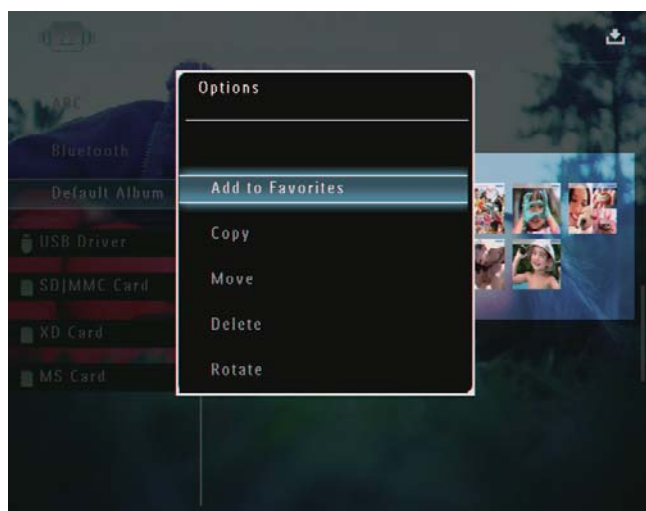 Options
ABC
Bluetooth
Default Album
USB Driver
SD|MMC Card
XD Card
MS Card
Add to Favorites
Copy
Move
Delete
Rotate